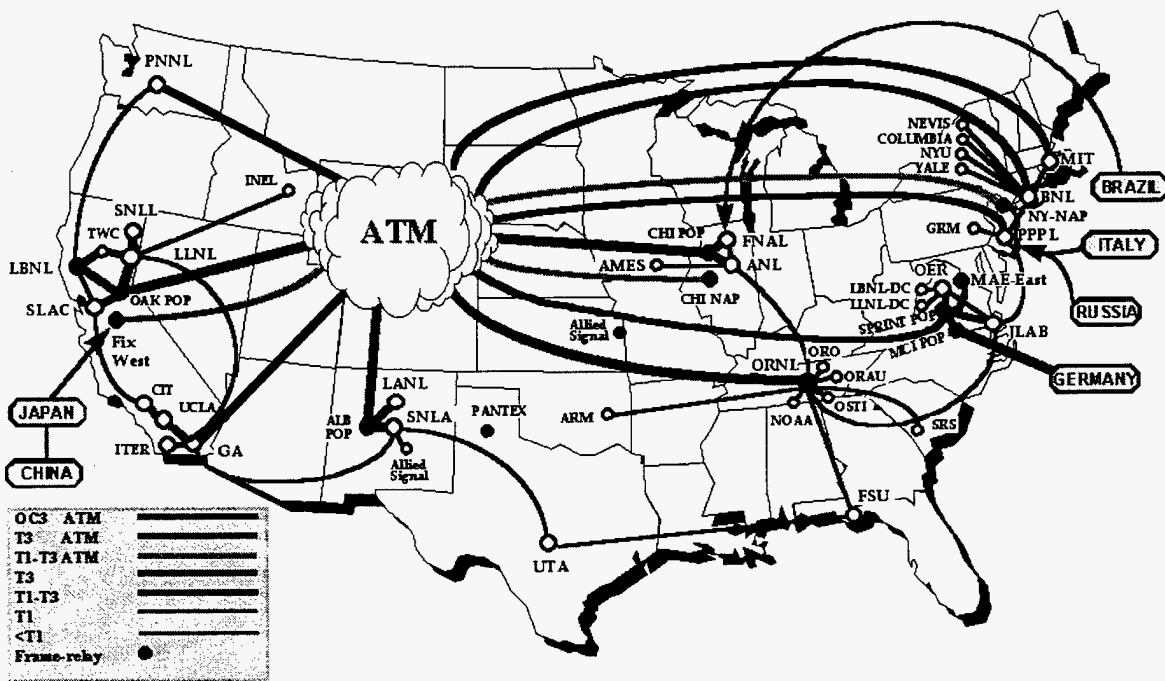 PNNL
NEVIS
COLUMBIA
NYU
YALE
MIT
BRAZIL
INEL
SNLL
TWC
LLNL
LBNL
OAK POP
SLAC
Fix
West
ATM
CHI POP
FNAL
AMES
ANL
CHI NAP
BNL
NY-NAP
GRM
PPPL
ITALY
OER
MAE-East
LBNL-DC
LLNL-DC
SPRINT POP
MCI POP
JLAB
RUSSIA
GERMANY
Allied
Signal
ORNL
ORO
ORAU
OSTI
NOAA
ARM
SRS
JAPAN
CHINA
CIT
UCLA
ITER
GA
LANL
ALB
POP
SNLA
Allied
Signal
PANTEX
UTA
FSU
OC3 ATM
T3 ATM
T1-T3 ATM
T3
T1-T3
T1
<T1
Frame-relay